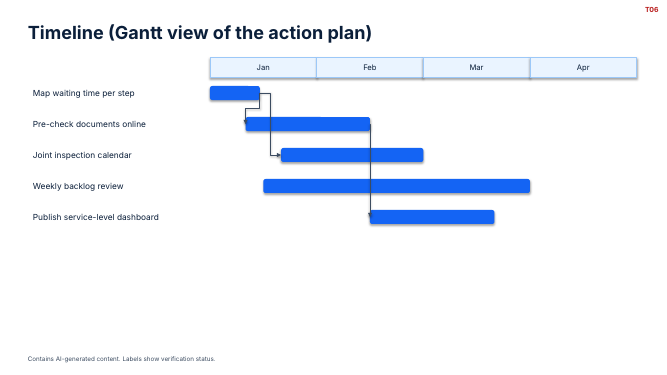 T06
Timeline (Gantt view of the action plan)
Jan Feb Mar Apr
Map waiting time per step
Pre-check documents online
Joint inspection calendar
Weekly backlog review
Publish service-level dashboard
Contains AI-generated content. Labels show verification status.